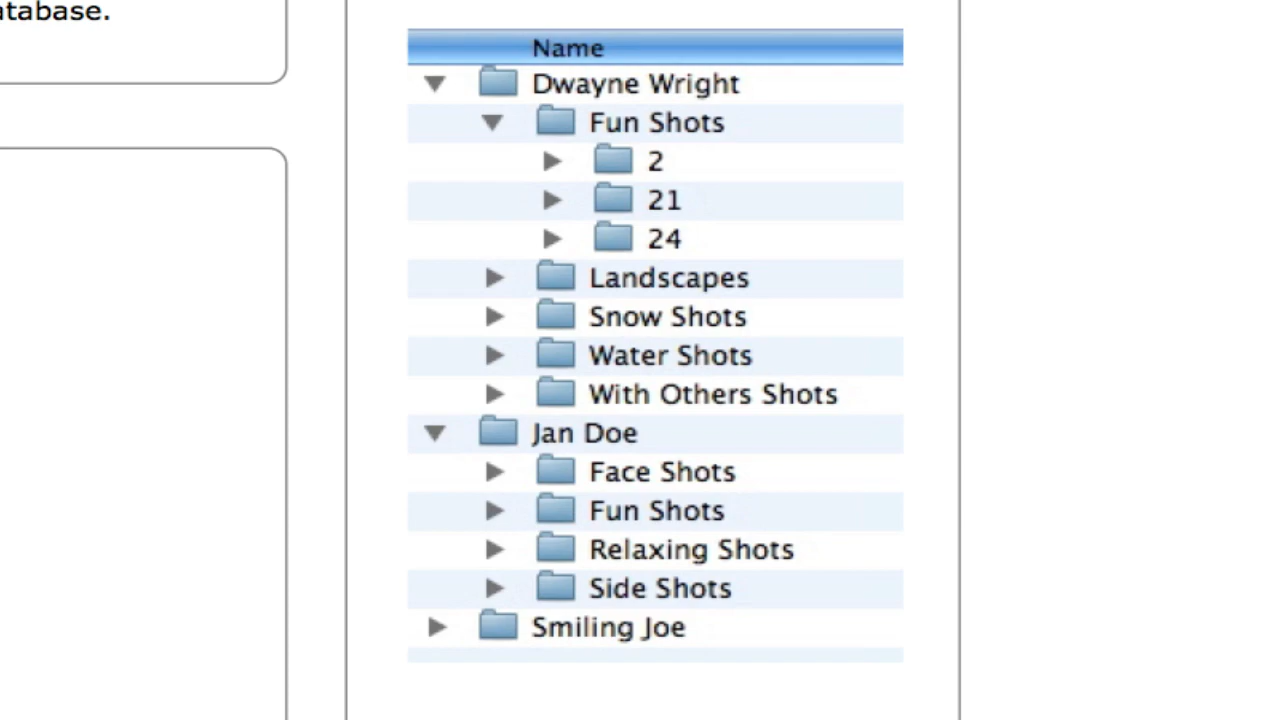 atabase.
Name
Dwayne Wright
Fun Shots
2
21
24
Landscapes
Snow Shots
Water Shots
With Others Shots
Jan Doe
Face Shots
Fun Shots
Relaxing Shots
Side Shots
Smiling Joe